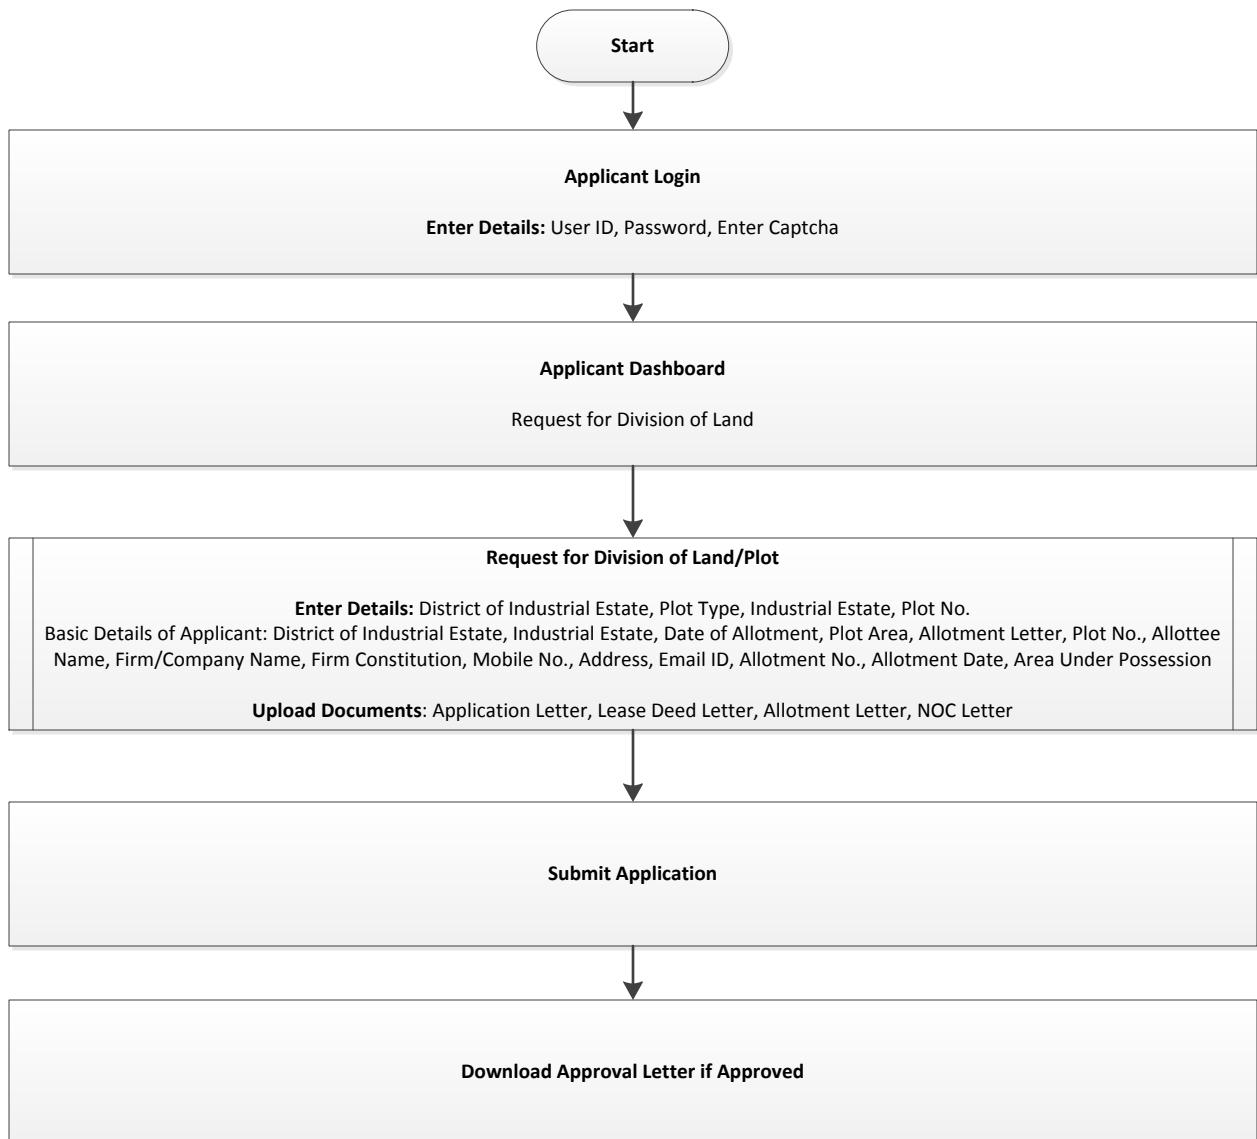 Start
Applicant Login
Enter Details: User ID, Password, Enter Captcha
Applicant Dashboard
Request for Division of Land
Request for Division of Land/Plot
Enter Details: District of Industrial Estate, Plot Type, Industrial Estate, Plot No.
Basic Details of Applicant: District of Industrial Estate, Industrial Estate, Date of Allotment, Plot Area, Allotment Letter, Plot No., Allottee
Name, Firm/Company Name, Firm Constitution, Mobile No., Address, Email ID, Allotment No., Allotment Date, Area Under Possession
Upload Documents: Application Letter, Lease Deed Letter, Allotment Letter, NOC Letter
Submit Application
Download Approval Letter if Approved